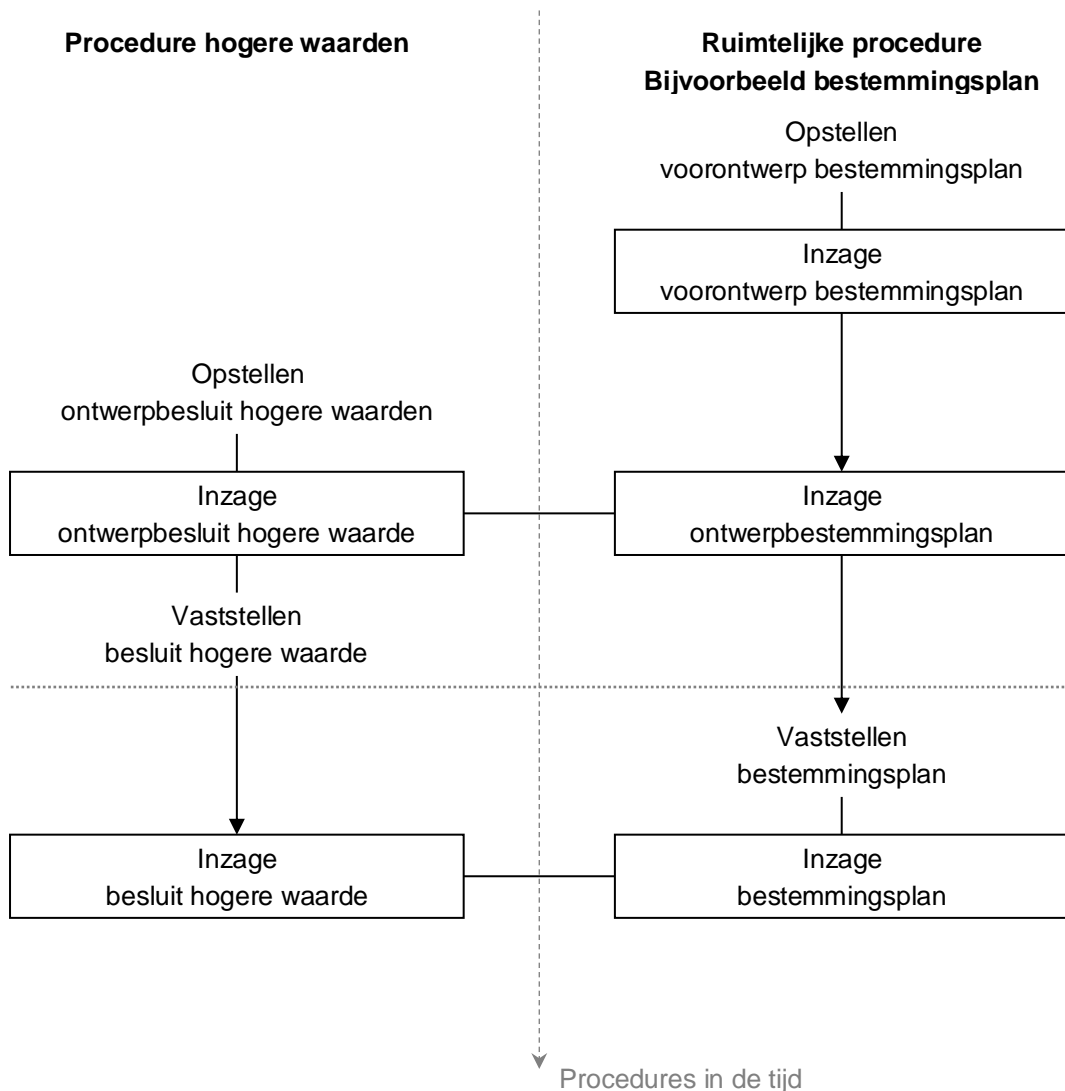 Procedure hogere waarden
Ruimtelijke procedure
Bijvoorbeeld bestemmingsplan
Opstellen
voorontwerp bestemmingsplan
Inzage
voorontwerp bestemmingsplan
Opstellen
ontwerpbesluit hogere waarden
Inzage
ontwerpbesluit hogere waarde
Inzage
ontwerpbestemmingsplan
Vaststellen
besluit hogere waarde
Vaststellen
bestemmingsplan
Inzage
besluit hogere waarde
Inzage
bestemmingsplan
Procedures in de tijd